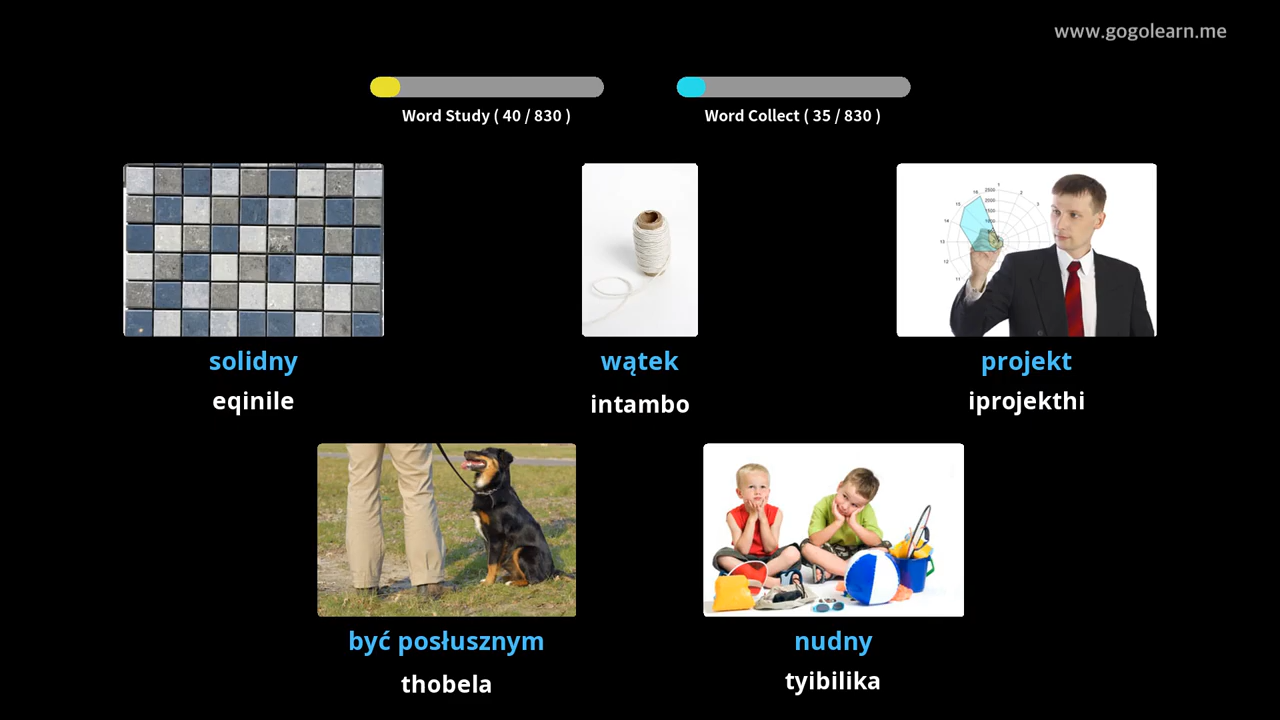 www.gogolearn.me
Word Study ( 40 / 830 )
Word Collect ( 35 / 830 )
solidny
eqinile
wątek
intambo
projekt
iprojekthi
być posłusznym
thobela
nudny
tyibilika